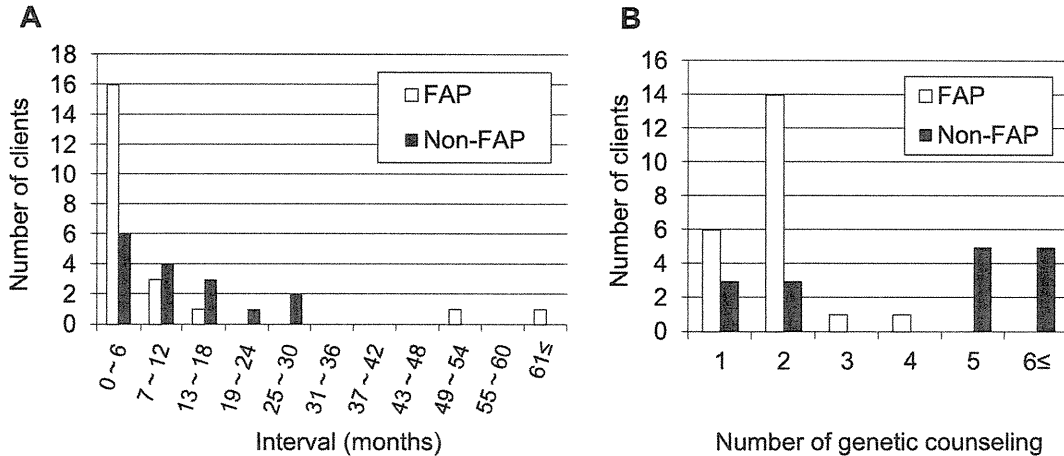 A
Number of clients
18
16
14
12
10
8
6
4
2
0
FAP
Non-FAP
0 ~ 6
7 ~ 12
13 ~ 18
19 ~ 24
25 ~ 30
31 ~ 36
37 ~ 42
43 ~ 48
49 ~ 54
55 ~ 60
61≤
Interval (months)
B
Number of clients
16
14
12
10
8
6
4
2
0
FAP
Non-FAP
1 2 3 4 5 6≤
Number of genetic counseling